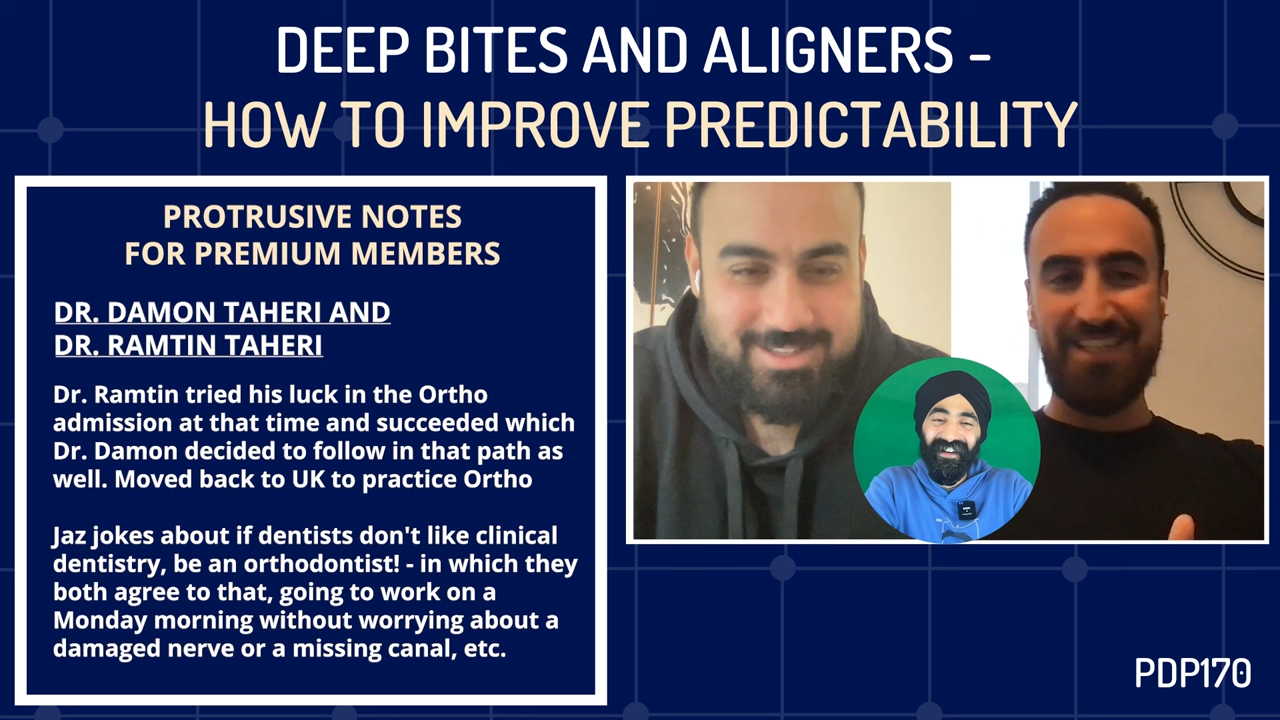 DEEP BITES AND ALIGNERS -
HOW TO IMPROVE PREDICTABILITY
PROTRUSIVE NOTES
FOR PREMIUM MEMBERS
DR. DAMON TAHERI AND
DR. RAMTIN TAHERI
Dr. Ramtin tried his luck in the Ortho
admission at that time and succeeded which
Dr. Damon decided to follow in that path as
well. Moved back to UK to practice Ortho
Jaz jokes about if dentists don't like clinical
dentistry, be an orthodontist! - in which they
both agree to that, going to work on a
Monday morning without worrying about a
damaged nerve or a missing canal, etc.
PDP170